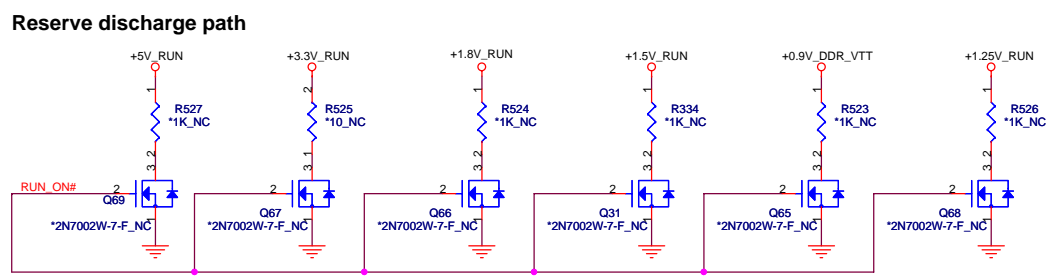 Reserve discharge path
+5V_RUN
+3.3V_RUN
+1.8V_RUN
+1.5V_RUN
+0.9V_DDR_VTT
+1.25V_RUN
1
2
1
1
1
1
R527
*1K_NC
R525
*10_NC
R524
*1K_NC
R334
*1K_NC
R523
*1K_NC
R526
*1K_NC
3 2
3 1
3 2
3 2
3 2
3 2
RUN_ON#
2
2
2
2
2
2
Q69
*2N7002W-7-F_NC
1
Q67
*2N7002W-7-F_NC
1
Q66
*2N7002W-7-F_NC
1
Q31
*2N7002W-7-F_NC
1
Q65
*2N7002W-7-F_NC
1
Q68
*2N7002W-7-F_NC
1